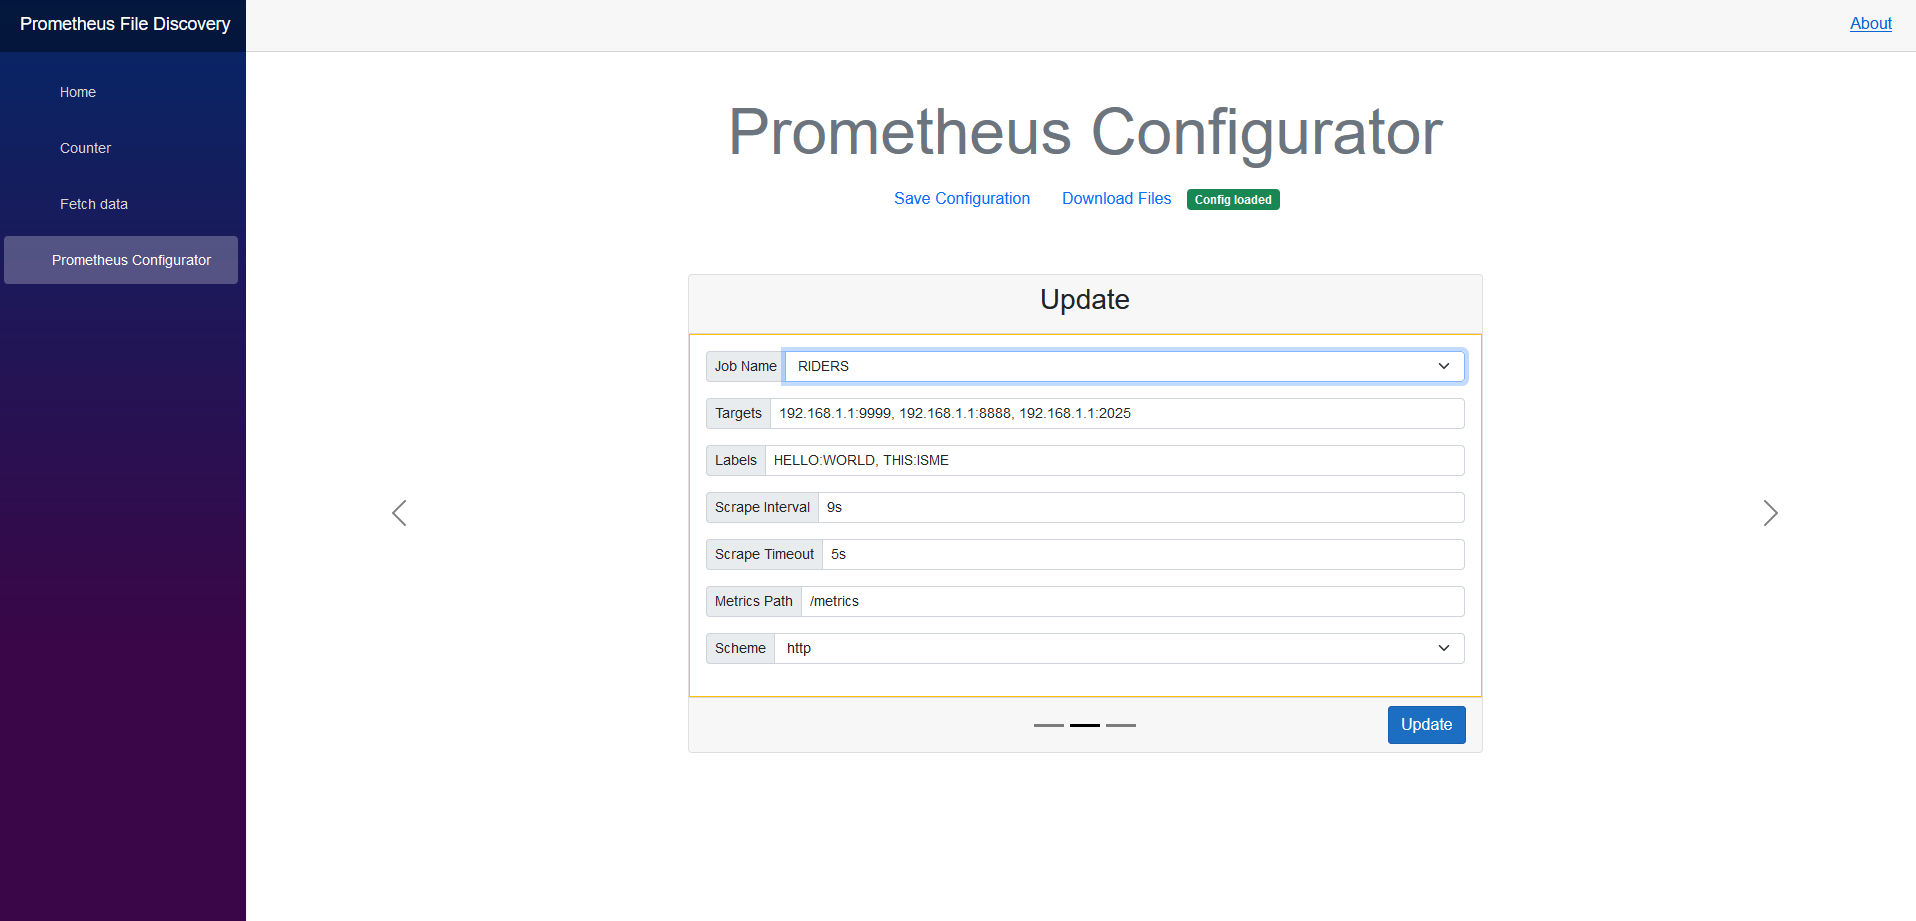 Prometheus File Discovery
About
Home
Counter
Fetch data
Prometheus Configurator
Prometheus Configurator
Save Configuration Download Files Config loaded
Update
Job Name RIDERS
Targets 192.168.1.1:9999, 192.168.1.1:8888, 192.168.1.1:2025
Labels HELLO:WORLD, THIS:ISME
Scrape Interval 9s
Scrape Timeout 5s
Metrics Path /metrics
Scheme http
Update